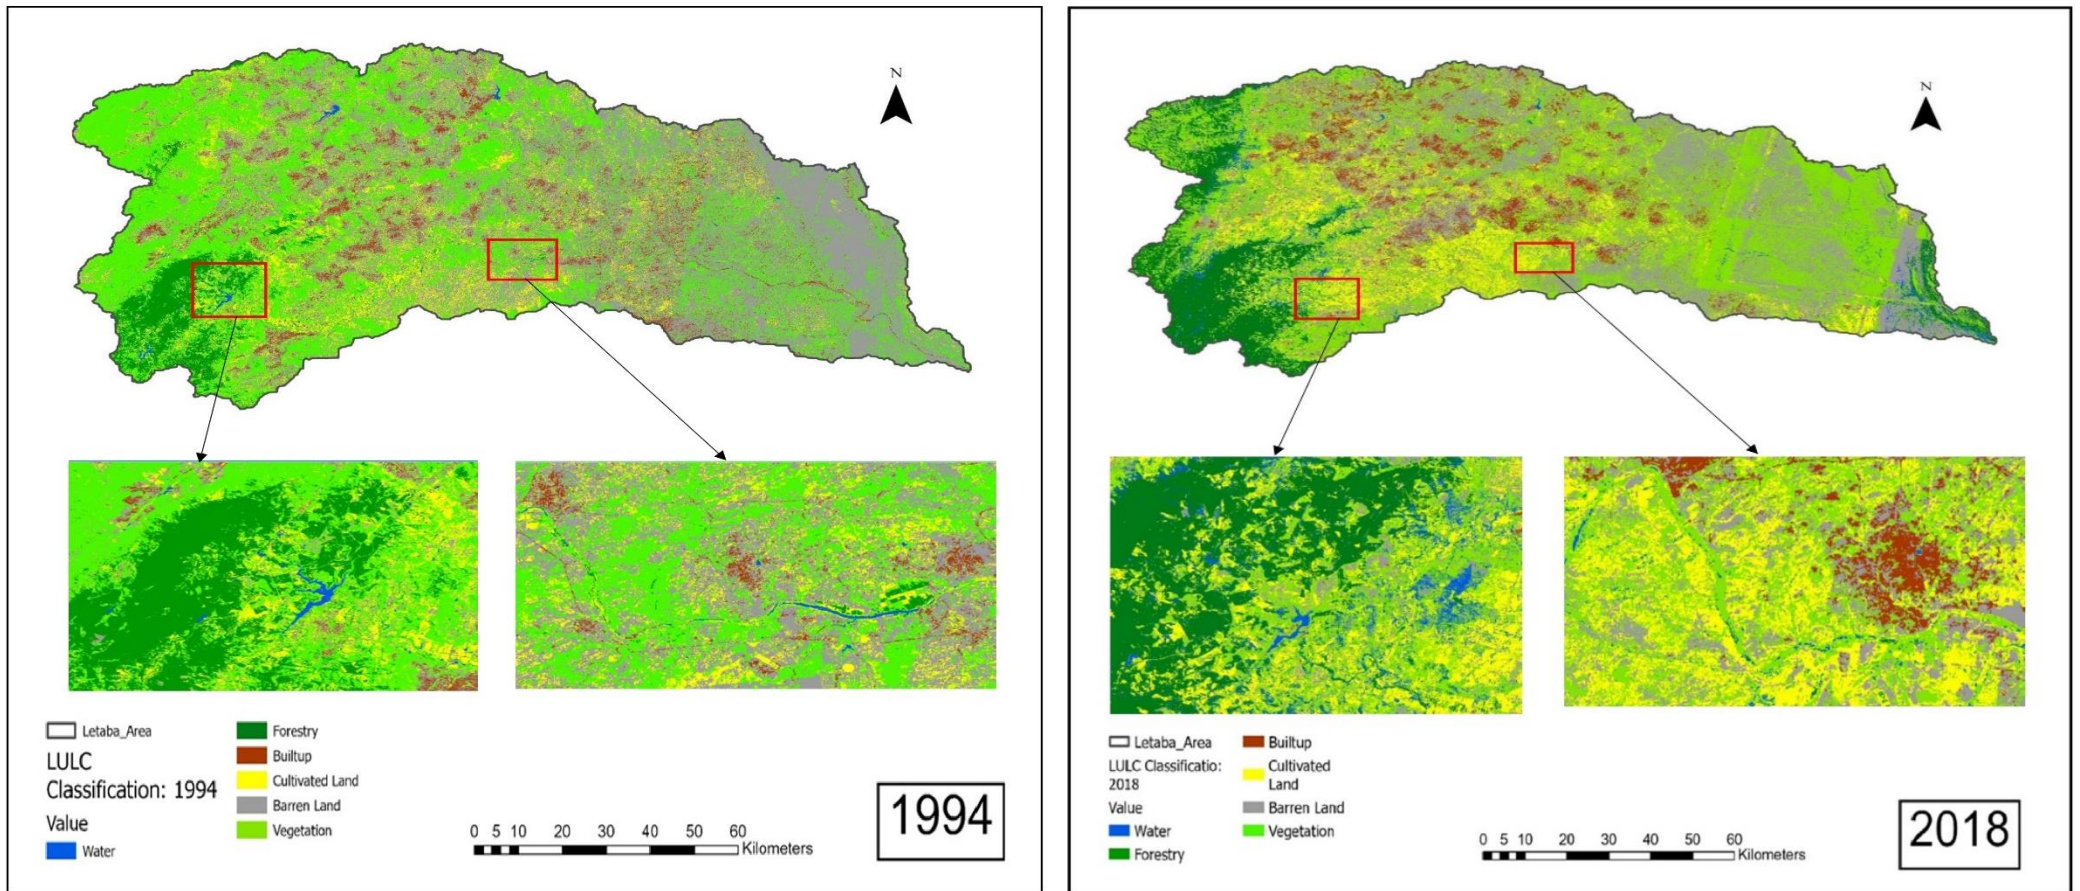 N
Letaba_Area
LULC
Classification: 1994
Value
Water
Forestry
Builtup
Cultivated Land
Barren Land
Vegetation
0 5 10 20 30 40 50 60
Kilometers
1994
N
Letaba_Area
LULC Classificatio:
2018
Value
Water
Forestry
Builtup
Cultivated
Land
Barren Land
Vegetation
0 5 10 20 30 40 50 60
Kilometers
2018